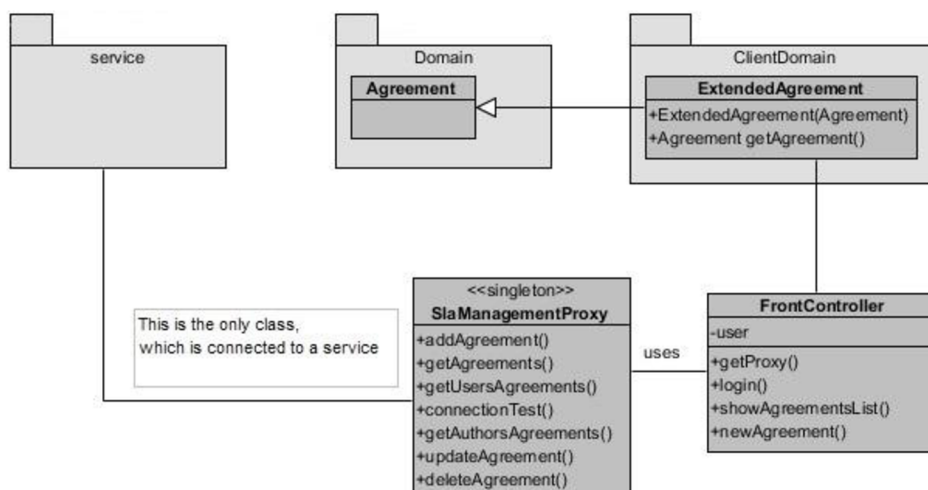 service
Domain
ClientDomain
Agreement
ExtendedAgreement
+ExtendedAgreement(Agreement)
+Agreement getAgreement()
This is the only class,
which is connected to a service
<<singleton>>
SlaManagementProxy
+addAgreement()
+getAgreements()
+getUsersAgreements()
+connectionTest()
+getAuthorsAgreements()
+updateAgreement()
+deleteAgreement()
uses
FrontController
-user
+getProxy()
+login()
+showAgreementsList()
+newAgreement()